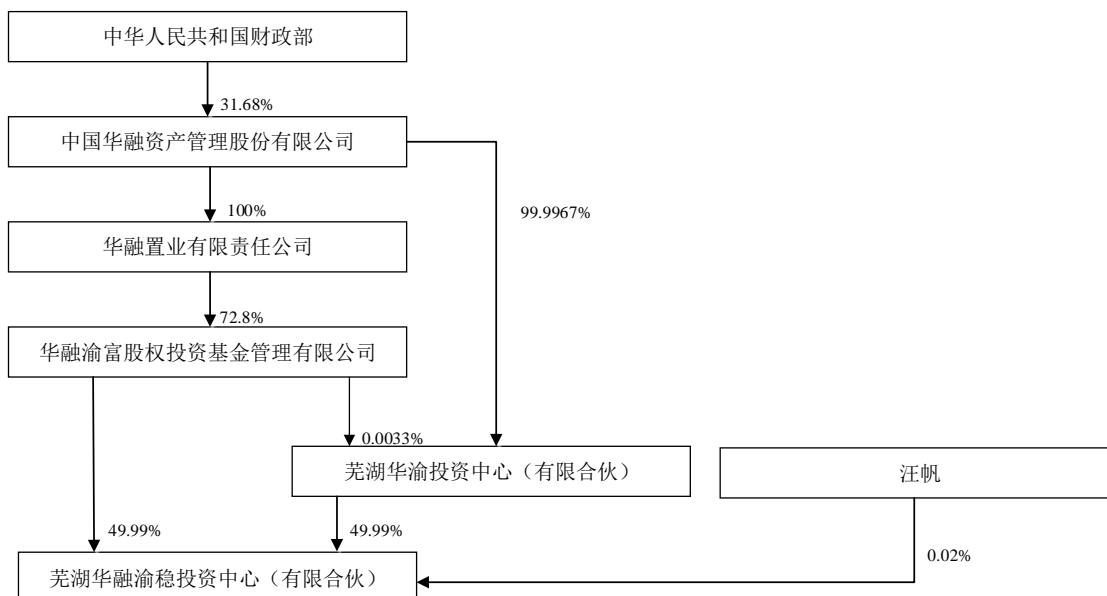 中华人民共和国财政部
31.68%
中国华融资产管理股份有限公司
100%
99.9967%
华融置业有限责任公司
72.8%
华融渝富股权投资基金管理有限公司
0.0033%
芜湖华渝投资中心（有限合伙）
汪帆
49.99%
49.99%
0.02%
芜湖华融渝稳投资中心（有限合伙）